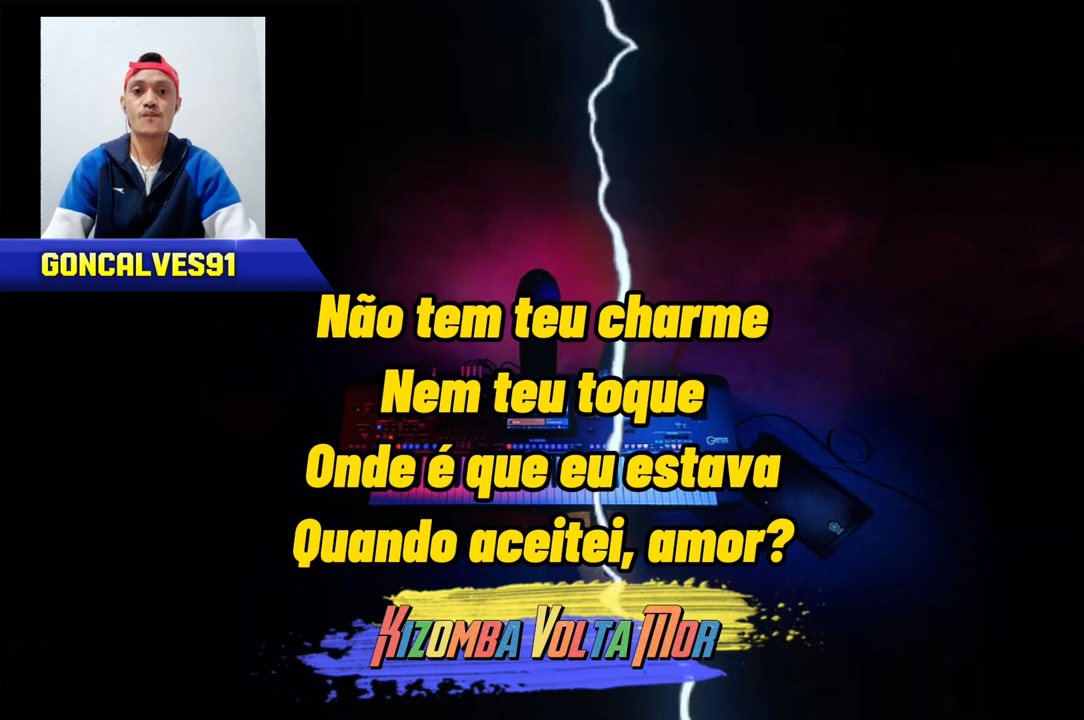 GONCALVES91
Não tem teu charme
Nem teu toque
Onde é que eu estava
Quando aceitei, amor?
KIZOMBA VOLTA MOR